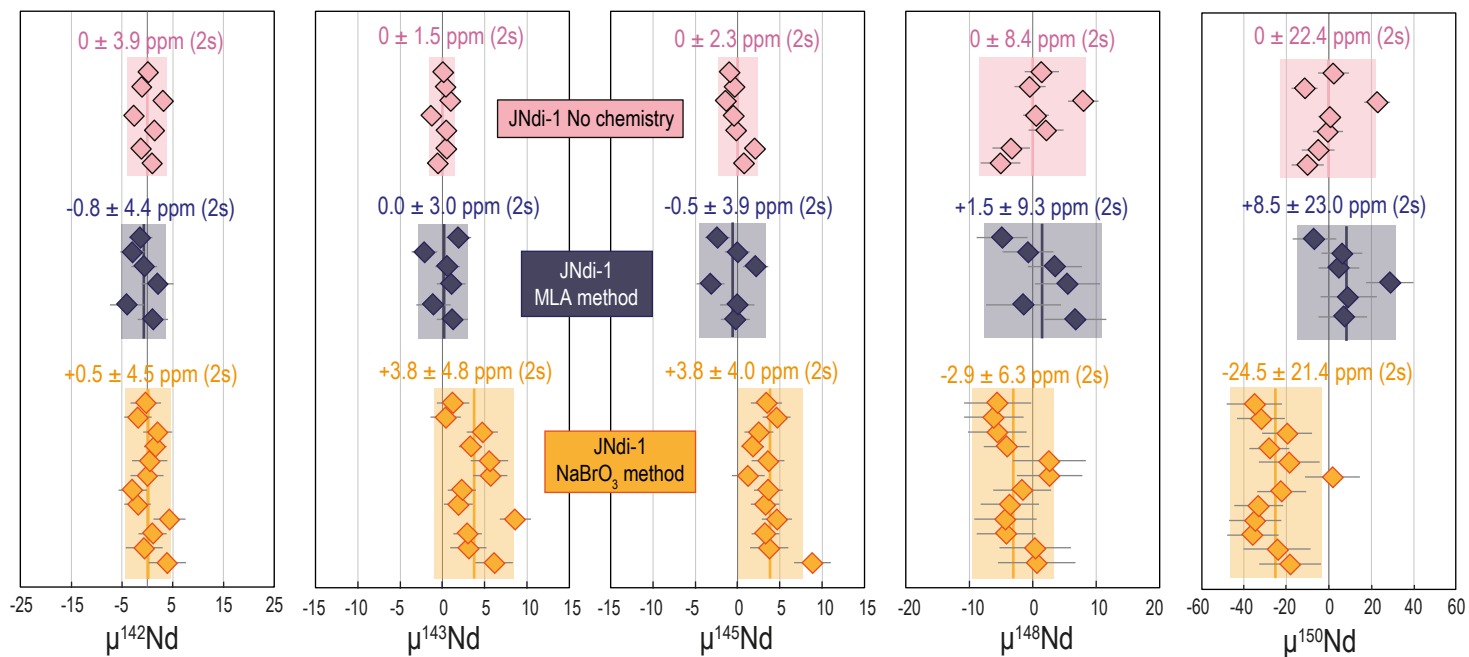 0 ± 3.9 ppm (2s)
0 ± 1.5 ppm (2s)
0 ± 2.3 ppm (2s)
0 ± 8.4 ppm (2s)
0 ± 22.4 ppm (2s)
JNdi-1 No chemistry
-0.8 ± 4.4 ppm (2s)
0.0 ± 3.0 ppm (2s)
-0.5 ± 3.9 ppm (2s)
+1.5 ± 9.3 ppm (2s)
+8.5 ± 23.0 ppm (2s)
JNdi-1
MLA method
+0.5 ± 4.5 ppm (2s)
+3.8 ± 4.8 ppm (2s)
+3.8 ± 4.0 ppm (2s)
-2.9 ± 6.3 ppm (2s)
-24.5 ± 21.4 ppm (2s)
JNdi-1
NaBrO₃ method
-25 -15 -5 5 15 25
-15 -10 -5 0 5 10 15
-15 -10 -5 0 5 10 15
-20 -10 0 10 20
-60 -40 -20 0 20 40 60
µ¹⁴²Nd
µ¹⁴³Nd
µ¹⁴⁵Nd
µ¹⁴⁸Nd
µ¹⁵⁰Nd